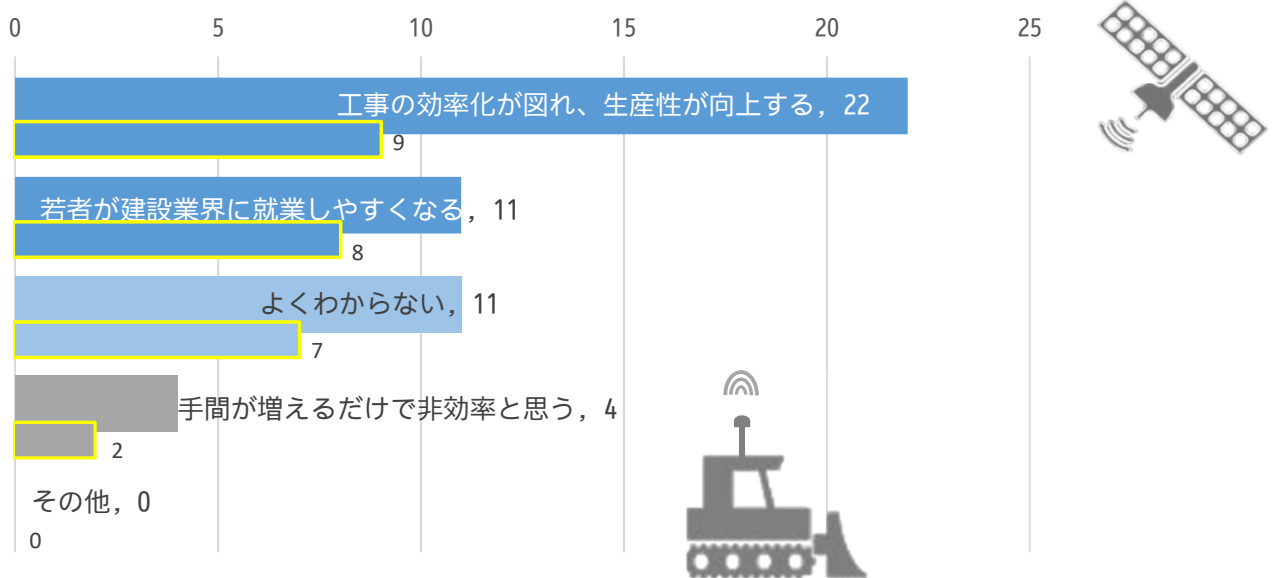 0 5 10 15 20 25
工事の効率化が図れ、生産性が向上する, 22
9
若者が建設業界に就業しやすくなる, 11
8
よくわからない, 11
7
手間が増えるだけで非効率と思う, 4
2
その他, 0
0